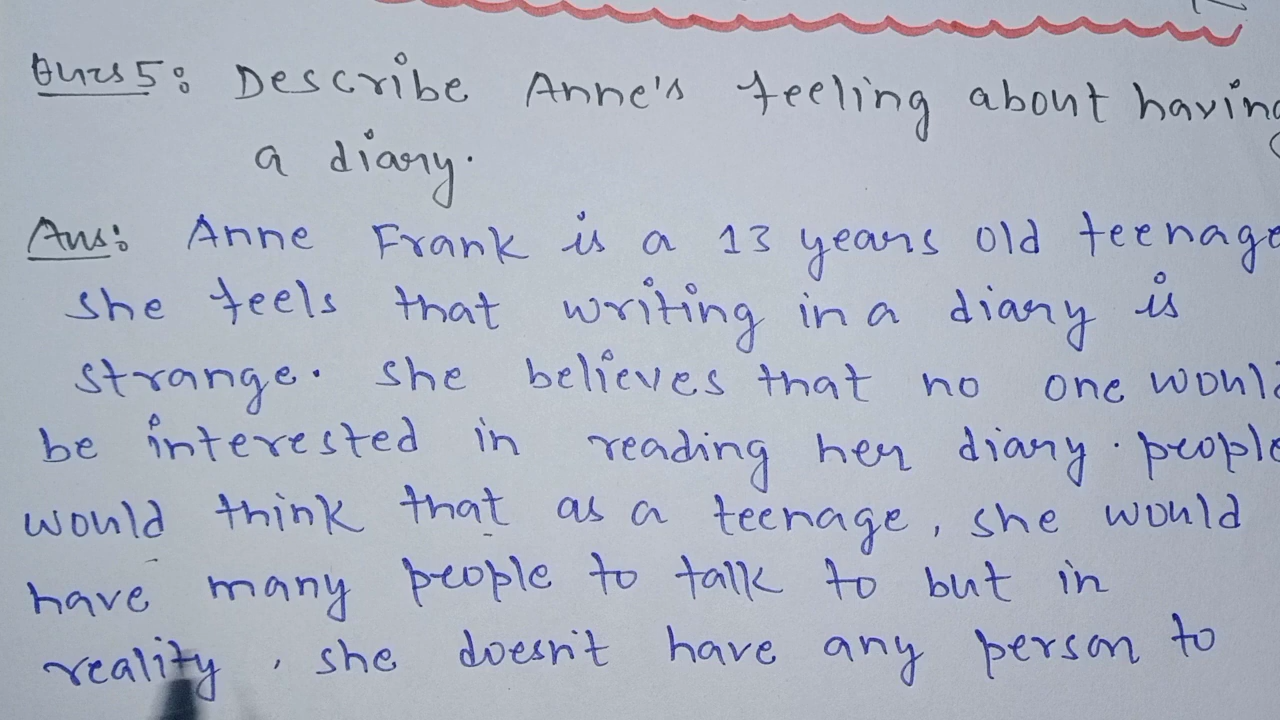 Ques 5: Describe Anne's feeling about having
a diary.
Ans: Anne Frank is a 13 years old teenage
she feels that writing in a diary is
strange. she believes that no one would
be interested in reading her diary. people
would think that as a teenage, she would
have many people to talk to but in
reality, she doesn't have any person to